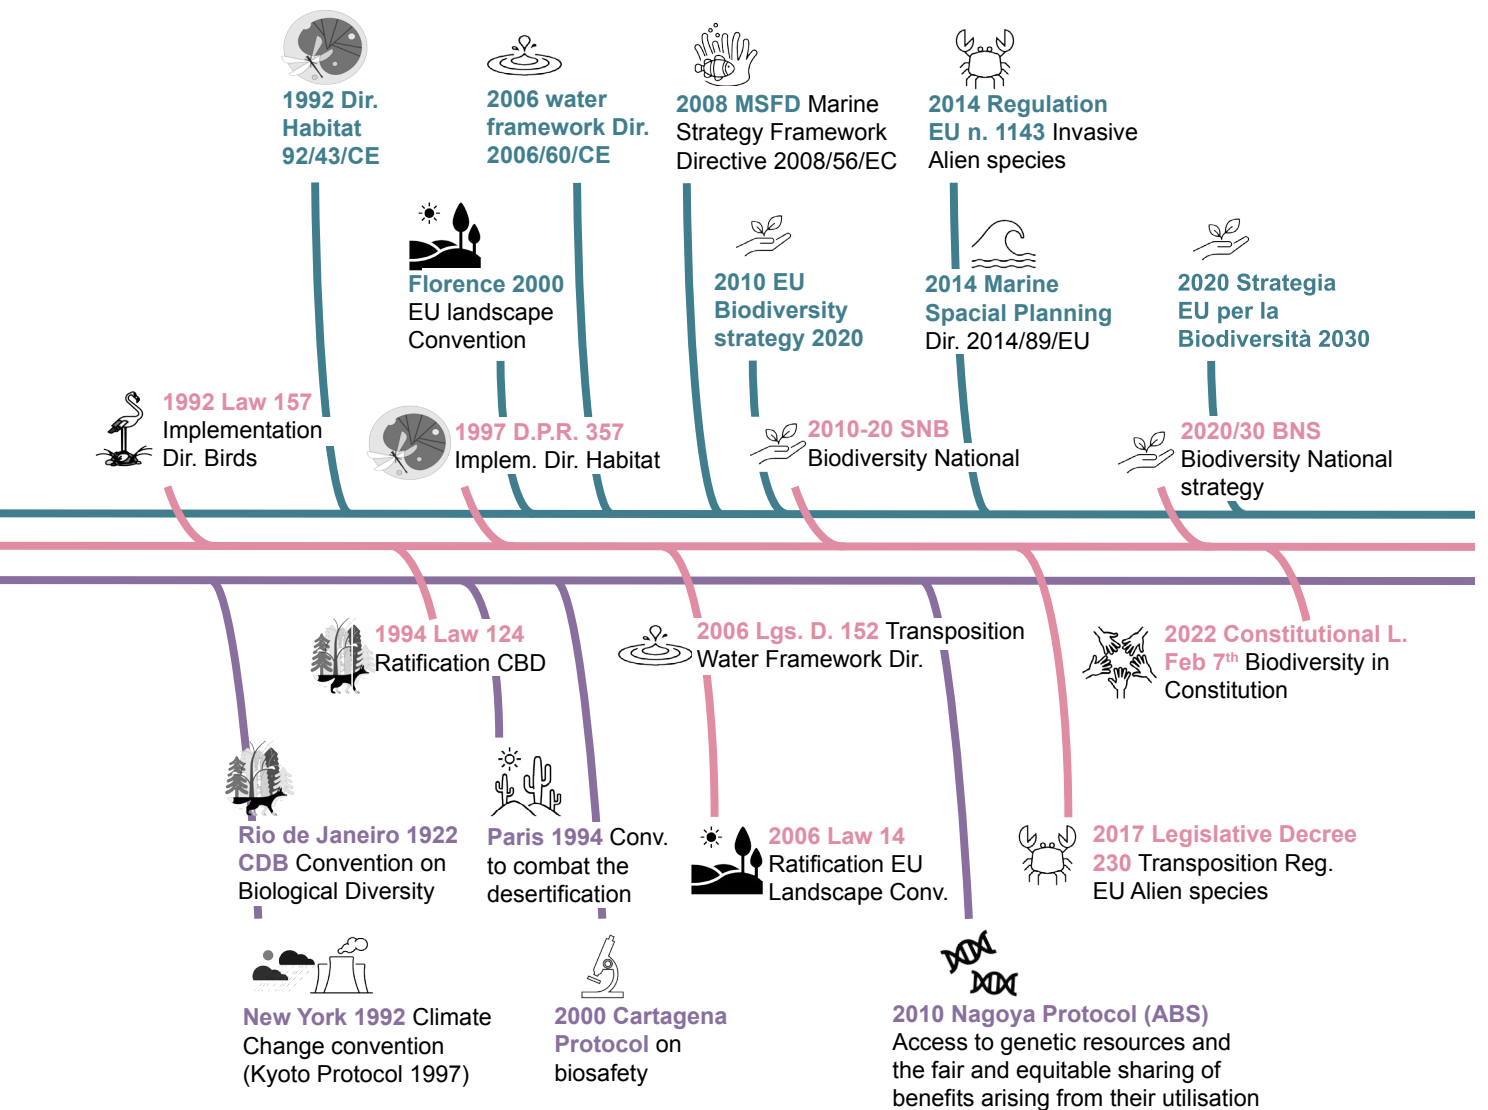 1992 Dir.
Habitat
92/43/CE
2006 water
framework Dir.
2006/60/CE
2008 MSFD Marine
Strategy Framework
Directive 2008/56/EC
2014 Regulation
EU n. 1143 Invasive
Alien species
Florence 2000
EU landscape
Convention
2010 EU
Biodiversity
strategy 2020
2014 Marine
Spacial Planning
Dir. 2014/89/EU
2020 Strategia
EU per la
Biodiversità 2030
1992 Law 157
Implementation
Dir. Birds
1997 D.P.R. 357
Implem. Dir. Habitat
2010-20 SNB
Biodiversity National
2020/30 BNS
Biodiversity National
strategy
1994 Law 124
Ratification CBD
2006 Lgs. D. 152 Transposition
Water Framework Dir.
2022 Constitutional L.
Feb 7th Biodiversity in
Constitution
Rio de Janeiro 1922
CDB Convention on
Biological Diversity
Paris 1994 Conv.
to combat the
desertification
2006 Law 14
Ratification EU
Landscape Conv.
2017 Legislative Decree
230 Transposition Reg.
EU Alien species
New York 1992 Climate
Change convention
(Kyoto Protocol 1997)
2000 Cartagena
Protocol on
biosafety
2010 Nagoya Protocol (ABS)
Access to genetic resources and
the fair and equitable sharing of
benefits arising from their utilisation